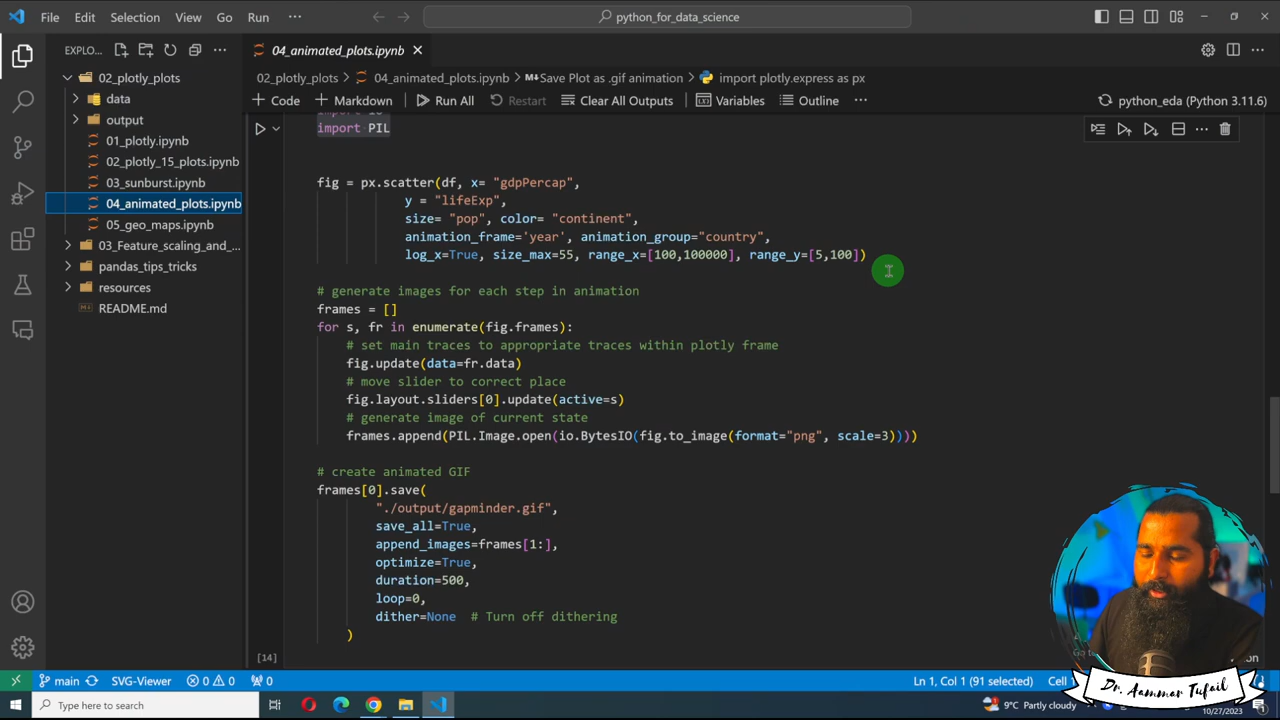 File Edit Selection View Go Run ··· python_for_data_science
EXPLO... ··· 04_animated_plots.ipynb
02_plotly_plots 02_plotly_plots > 04_animated_plots.ipynb > Save Plot as .gif animation > import plotly.express as px
data
+ Code + Markdown Run All Restart Clear All Outputs Variables Outline ··· python_eda (Python 3.11.6)
output
01_plotly.ipynb
02_plotly_15_plots.ipynb
03_sunburst.ipynb
04_animated_plots.ipynb
05_geo_maps.ipynb
03_Feature_scaling_and_...
pandas_tips_tricks
resources
README.md
import io
import PIL
fig = px.scatter(df, x= "gdpPercap",
y = "lifeExp",
size= "pop", color= "continent",
animation_frame='year', animation_group="country",
log_x=True, size_max=55, range_x=[100,100000], range_y=[5,100])
# generate images for each step in animation
frames = []
for s, fr in enumerate(fig.frames):
# set main traces to appropriate traces within plotly frame
fig.update(data=fr.data)
# move slider to correct place
fig.layout.sliders[0].update(active=s)
# generate image of current state
frames.append(PIL.Image.open(io.BytesIO(fig.to_image(format="png", scale=3))))
# create animated GIF
frames[0].save(
"./output/gapminder.gif",
save_all=True,
append_images=frames[1:],
optimize=True,
duration=500,
loop=0,
dither=None # Turn off dithering
)
[14]
main SVG-Viewer 0 0 0 Ln 1, Col 1 (91 selected) Cell
Dr. Aammar Tufail
Type here to search 9°C Partly cloudy
10/27/2023